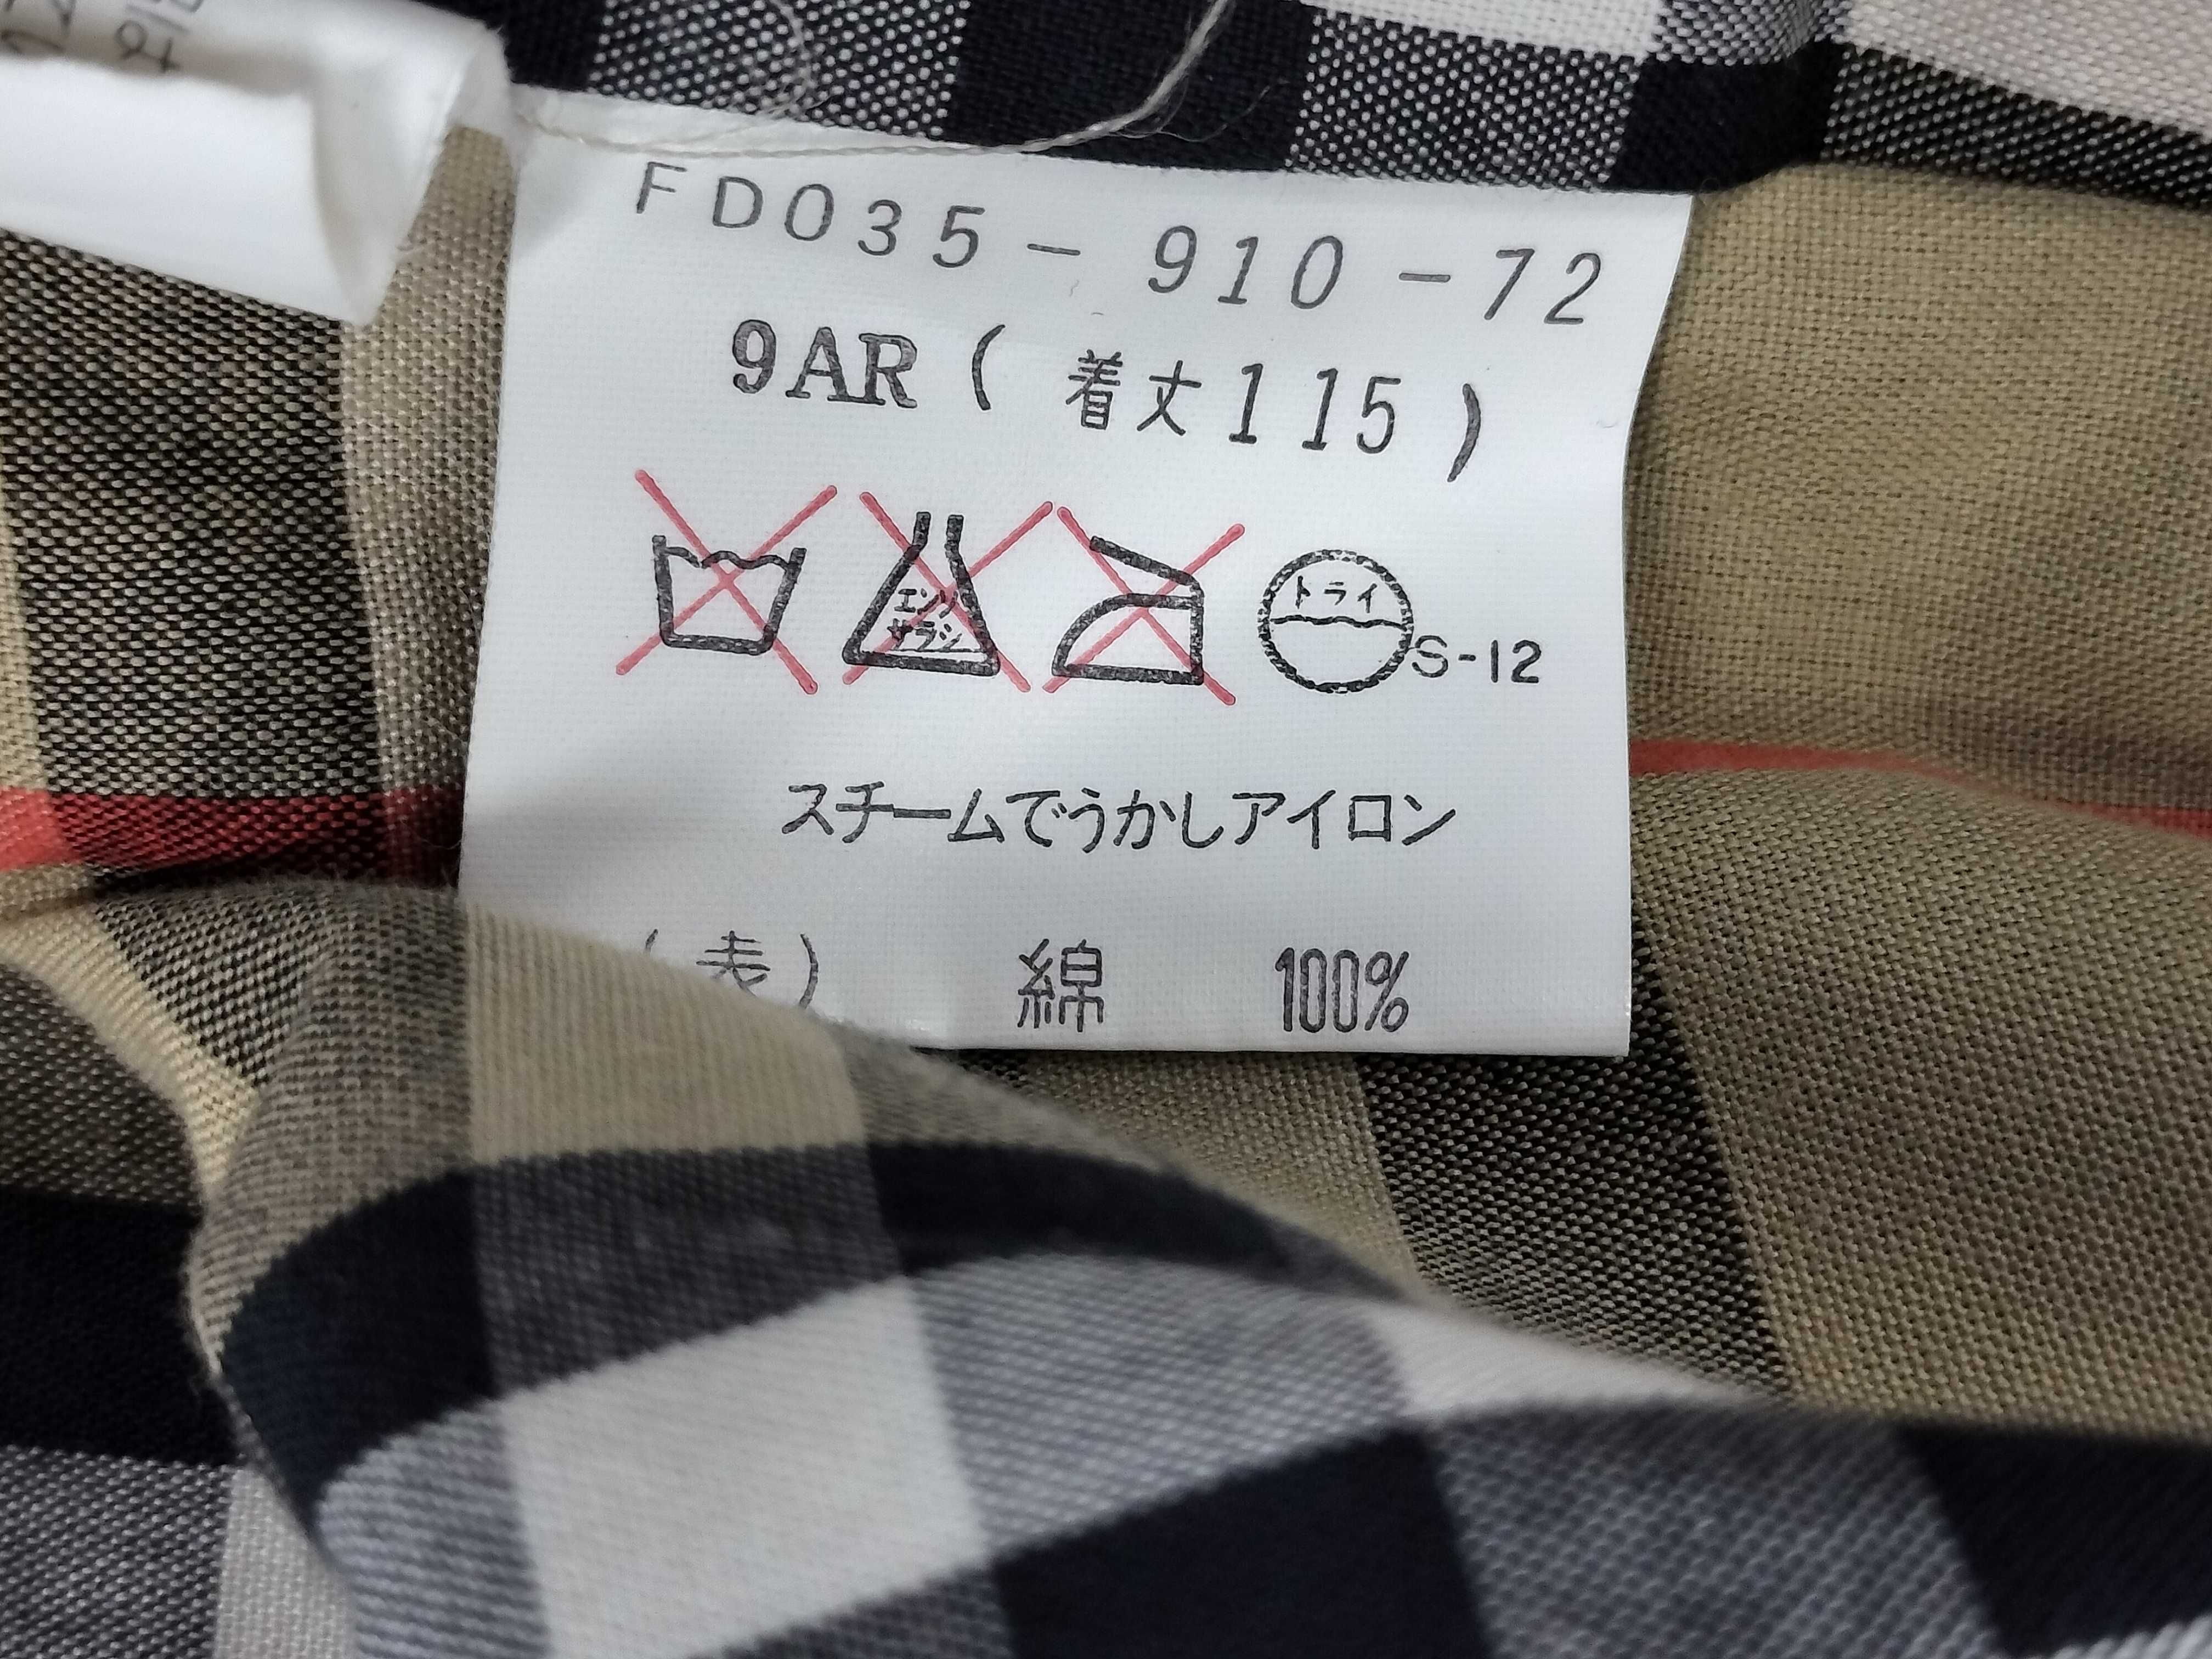 FD035-910-72
9AR(着丈115)
エンソ
サラシ
ドライ
S-12
スチームでうかしアイロン
(表) 綿 100%